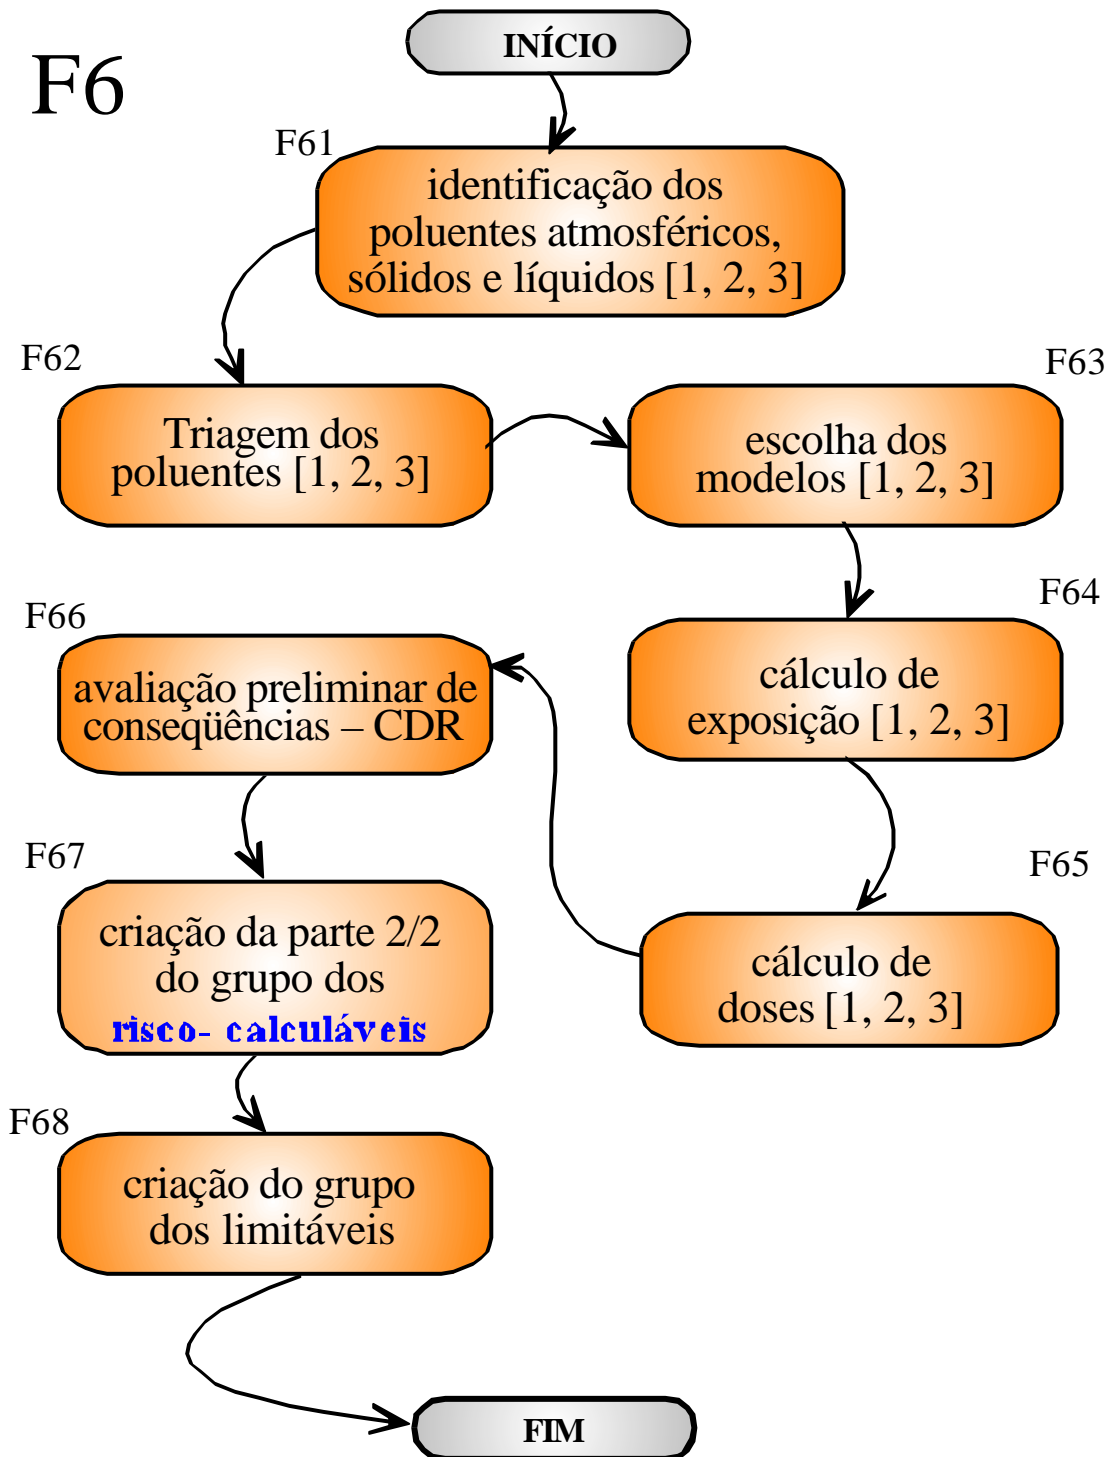 F6
INÍCIO
F61
identificação dos
poluentes atmosféricos,
sólidos e líquidos [1, 2, 3]
F62
Triagem dos
poluentes [1, 2, 3]
F63
escolha dos
modelos [1, 2, 3]
F64
cálculo de
exposição [1, 2, 3]
F65
cálculo de
doses [1, 2, 3]
F66
avaliação preliminar de
conseqüências – CDR
F67
criação da parte 2/2
do grupo dos
risco- calculáveis
F68
criação do grupo
dos limitáveis
FIM